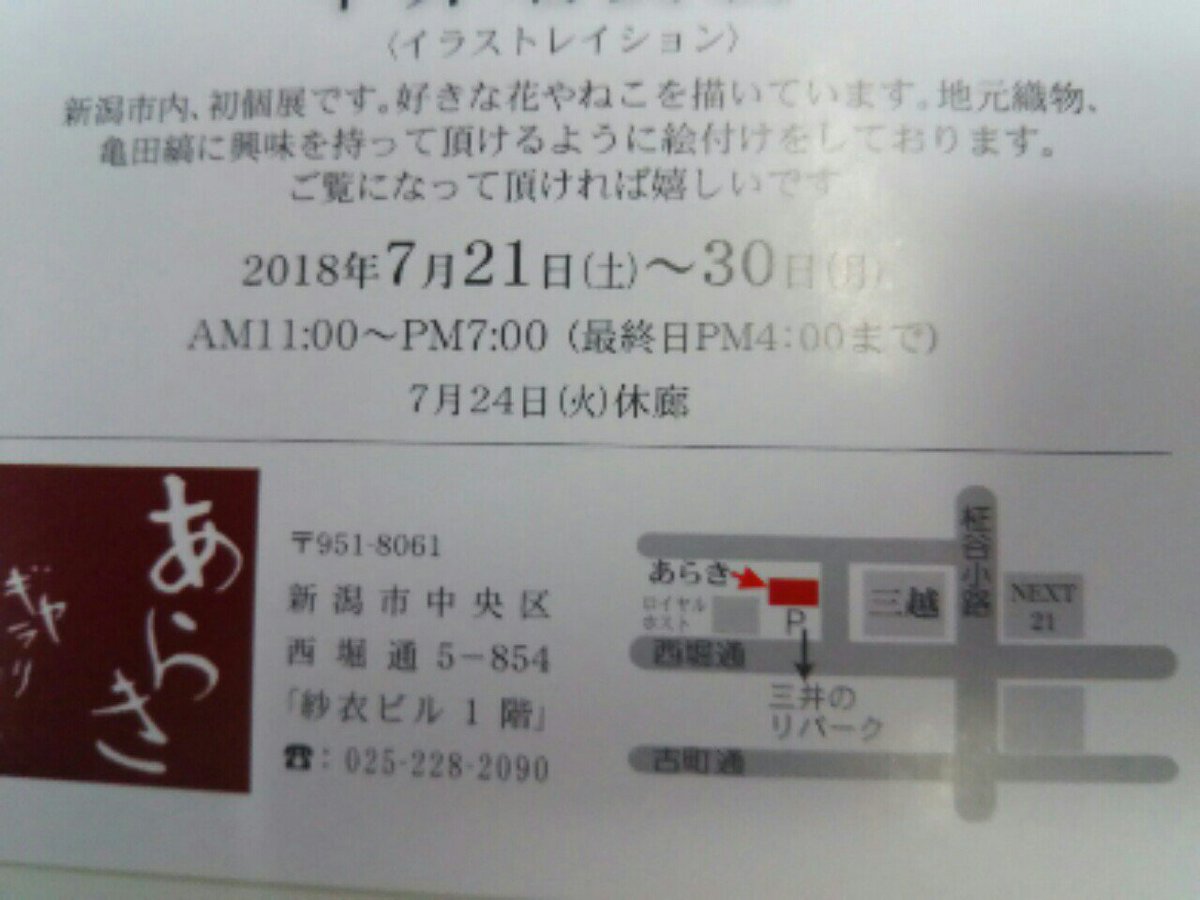 〈イラストレイション〉
新潟市内、初個展です。好きな花やねこを描いています。地元織物、
亀田縞に興味を持って頂けるように絵付けをしております。
ご覧になって頂ければ嬉しいです
2018年7月21日(土)〜30日(月)
AM11:00〜PM7:00 (最終日PM4:00まで)
7月24日(火)休廊
あらき
ギャラリ
〒951-8061
新潟市中央区
西堀通5-854
「紗衣ビル1階」
☎:025-228-2090
柾谷小路
あらき
ロイヤル
ホスト
P
三越
NEXT
21
西堀通
三井の
リパーク
古町通